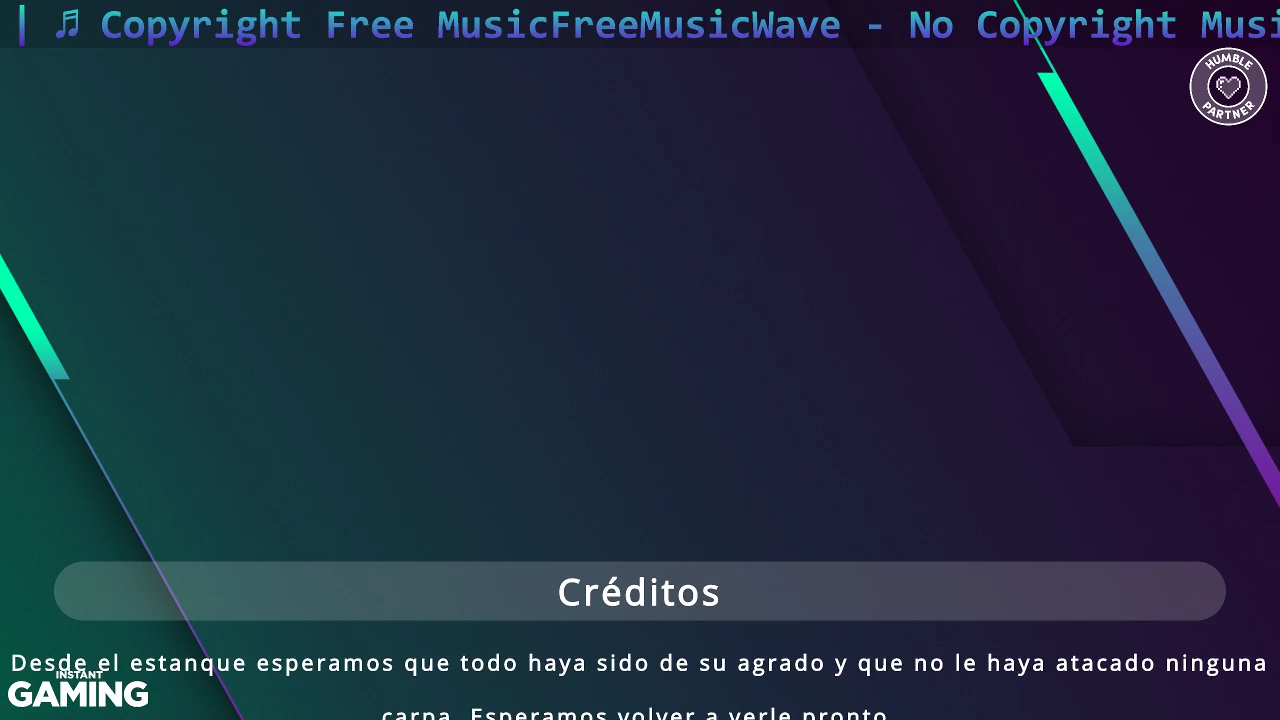 | ♫ Copyright Free MusicFreeMusicWave - No Copyright Musi
HUMBLE
PARTNER
Créditos
Desde el estanque esperamos que todo haya sido de su agrado y que no le haya atacado ninguna
INSTANT
GAMING
carpa. Esperamos volver a verle pronto